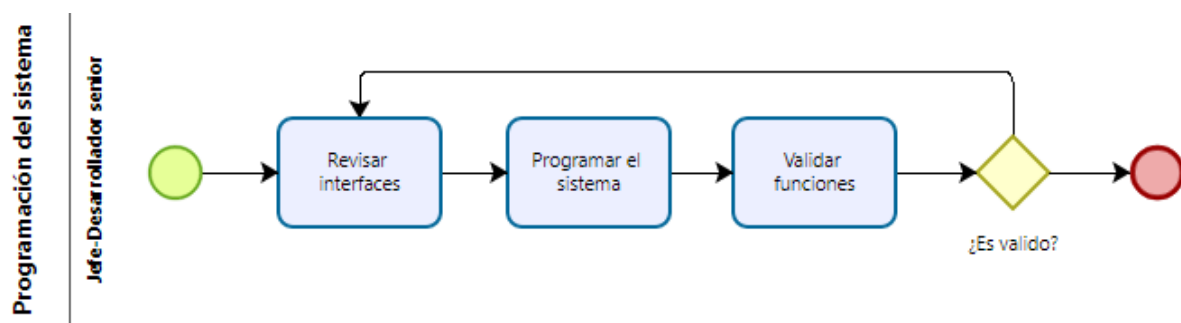 Programación del sistema
Jefe-Desarrollador senior
Revisar
interfaces
Programar el
sistema
Validar
funciones
¿Es valido?